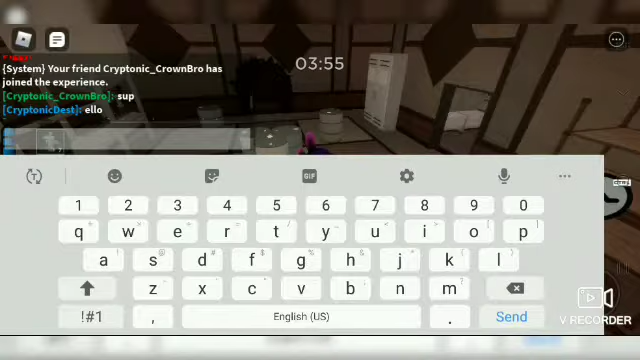 03:55
{System} Your friend Cryptonic_CrownBro has
joined the experience.
[Cryptonic_CrownBro]: sup
[CryptonicDest]: ello
GIF
1 2 3 4 5 6 7 8 9 0
q w e r t y u i o p
a s d f g h j k l
z x c v b n m
!#1 , English (US) . Send
V RECORDER